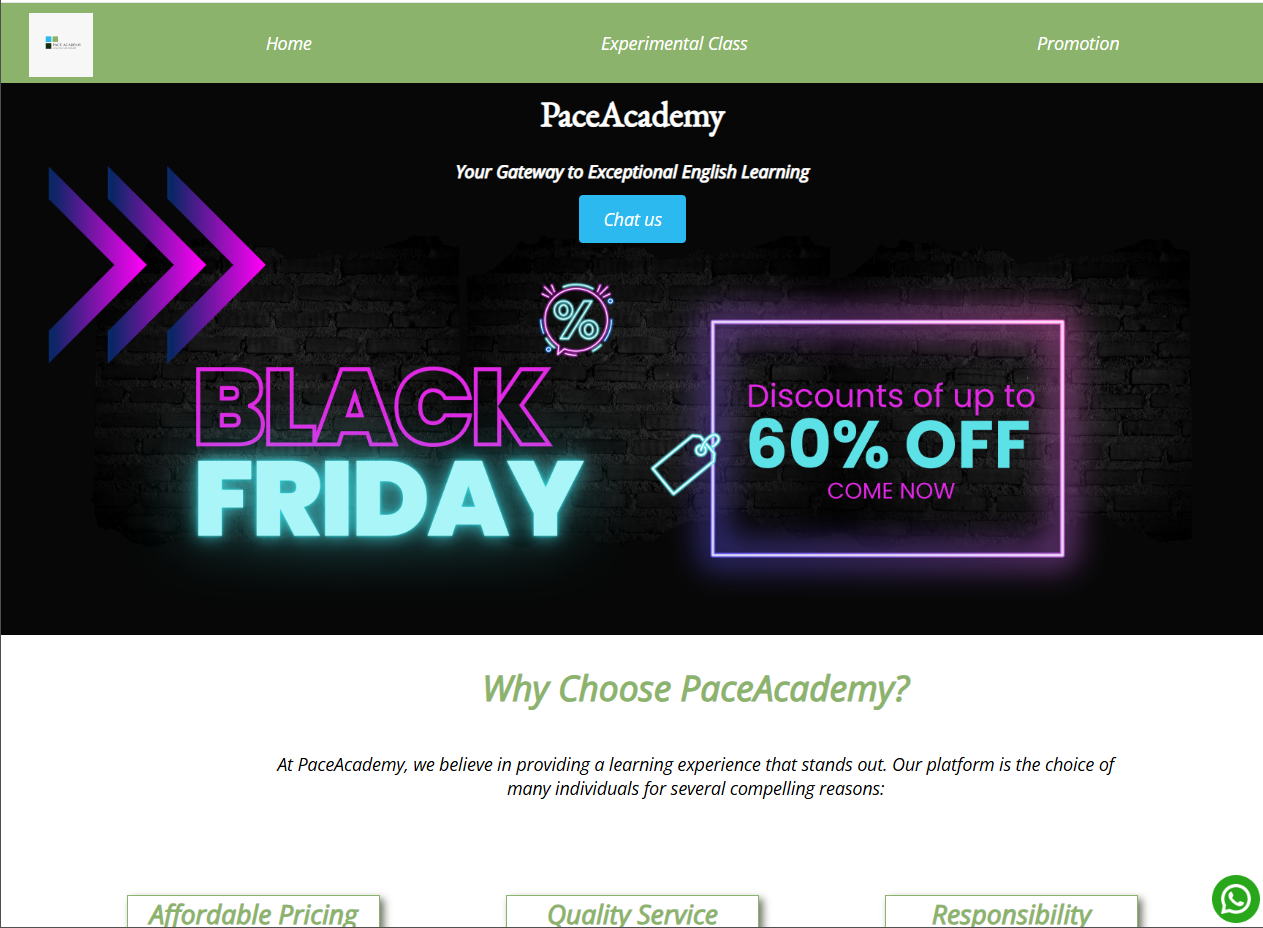 PACE ACADEMY
Home
Experimental Class
Promotion
PaceAcademy
Your Gateway to Exceptional English Learning
Chat us
%
BLACK
FRIDAY
Discounts of up to
60% OFF
COME NOW
Why Choose PaceAcademy?
At PaceAcademy, we believe in providing a learning experience that stands out. Our platform is the choice of
many individuals for several compelling reasons:
Affordable Pricing
Quality Service
Responsibility